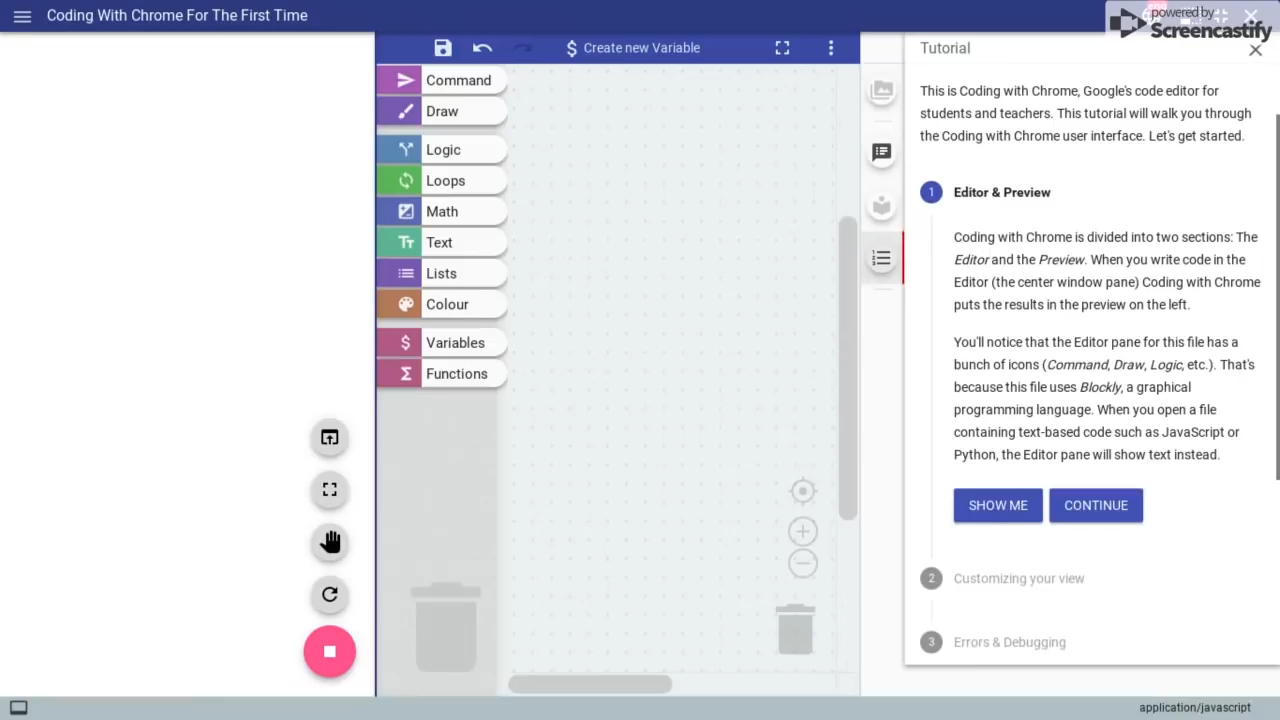 Coding With Chrome For The First Time
powered by
Screencastify
Create new Variable
Command
Draw
Logic
Loops
Math
Text
Lists
Colour
Variables
Functions
Tutorial
This is Coding with Chrome, Google's code editor for
students and teachers. This tutorial will walk you through
the Coding with Chrome user interface. Let's get started.
1 Editor & Preview
Coding with Chrome is divided into two sections: The
Editor and the Preview. When you write code in the
Editor (the center window pane) Coding with Chrome
puts the results in the preview on the left.
You'll notice that the Editor pane for this file has a
bunch of icons (Command, Draw, Logic, etc.). That's
because this file uses Blockly, a graphical
programming language. When you open a file
containing text-based code such as JavaScript or
Python, the Editor pane will show text instead.
SHOW ME CONTINUE
2 Customizing your view
3 Errors & Debugging
application/javascript